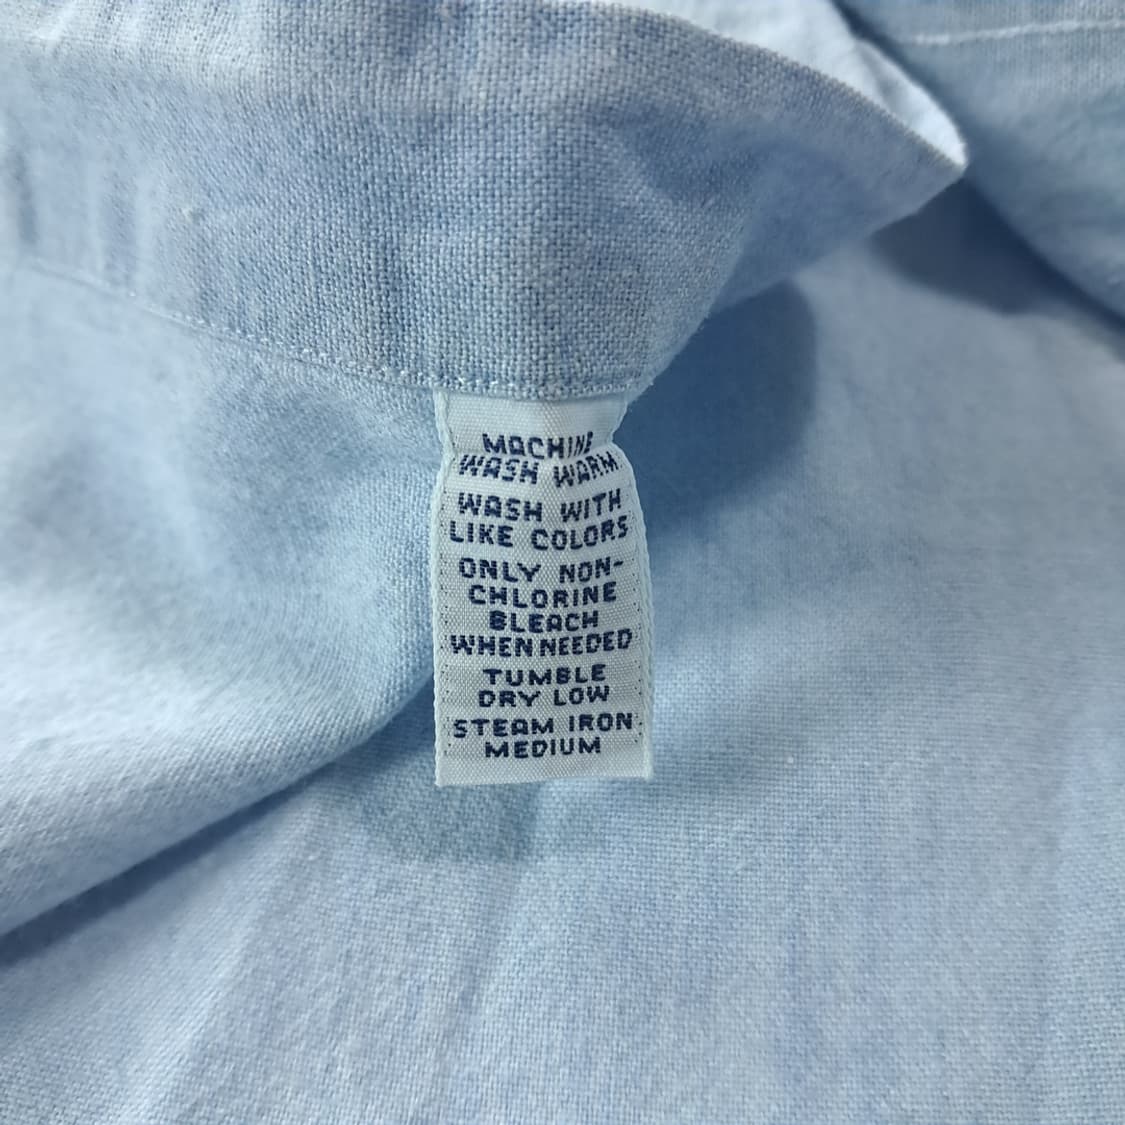 MACHINE
WASH WARM
WASH WITH
LIKE COLORS
ONLY NON-
CHLORINE
BLEACH
WHEN NEEDED
TUMBLE
DRY LOW
STEAM IRON
MEDIUM